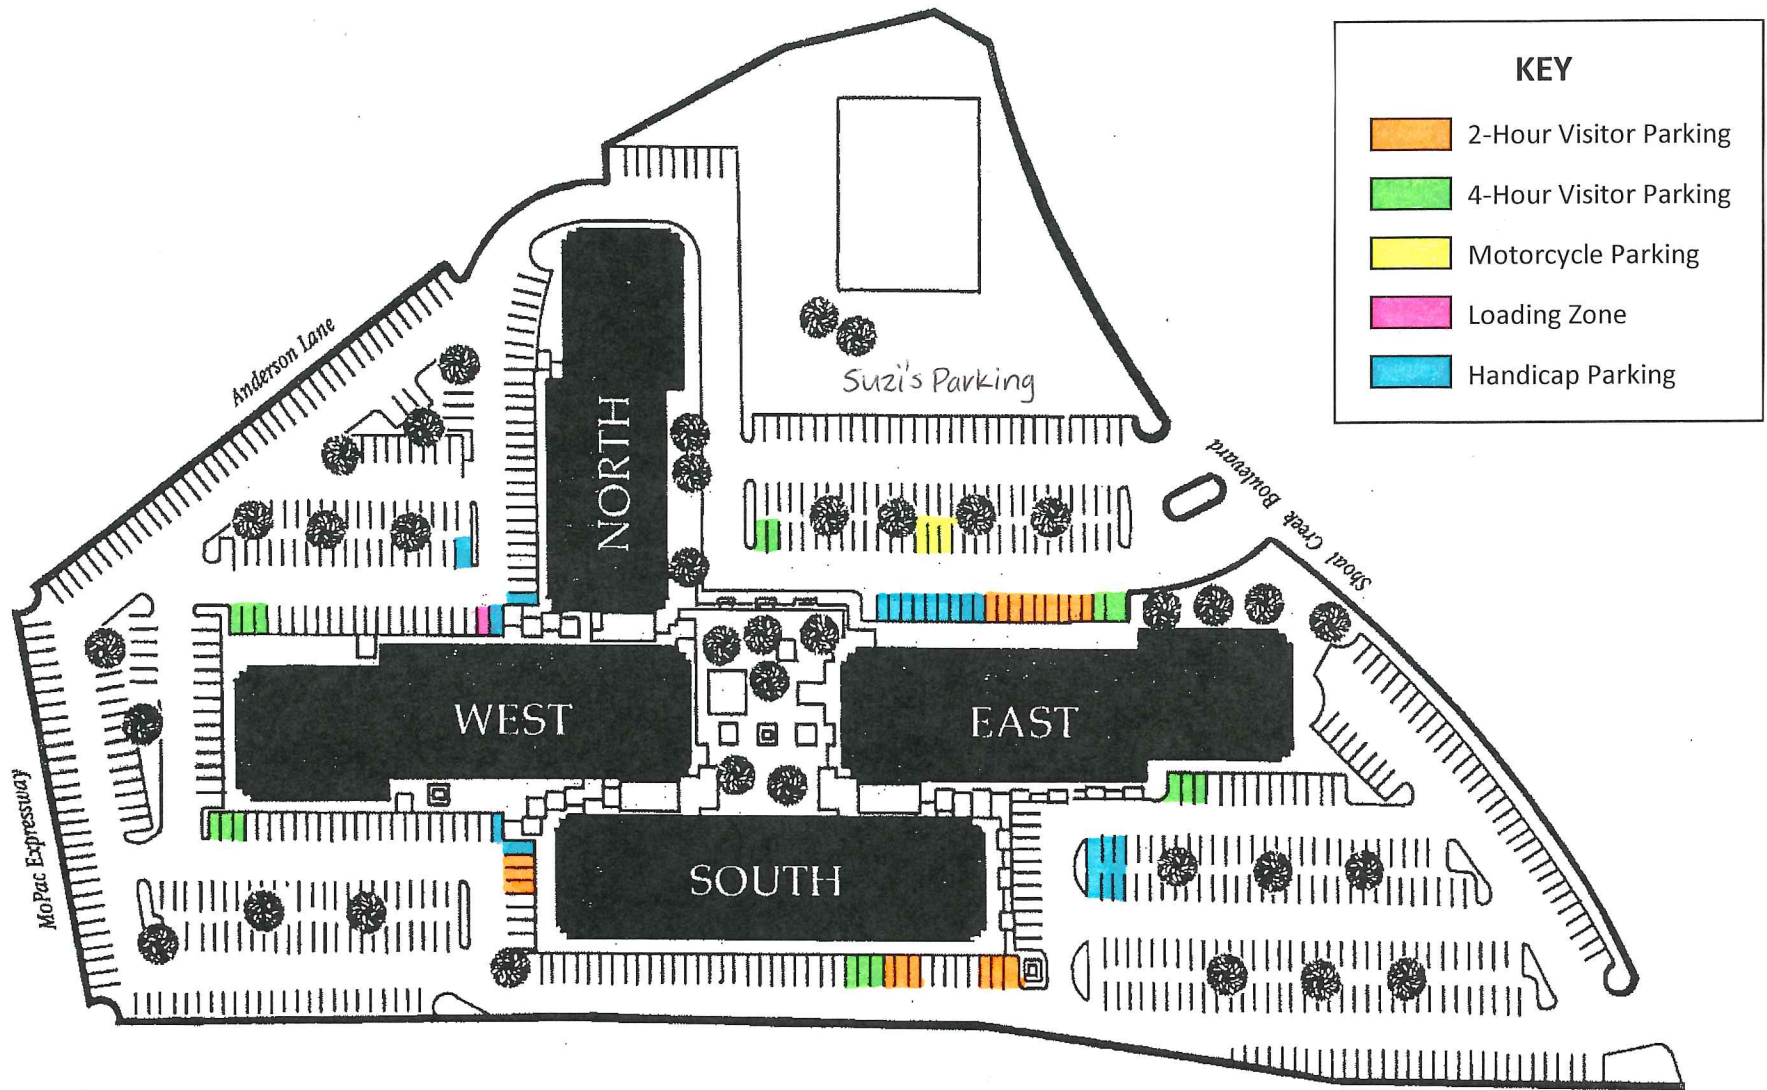 KEY
2-Hour Visitor Parking
4-Hour Visitor Parking
Motorcycle Parking
Loading Zone
Handicap Parking
Anderson Lane
Suzi's Parking
NORTH
Shoal Creek Boulevard
WEST
EAST
MoPac Expressway
SOUTH